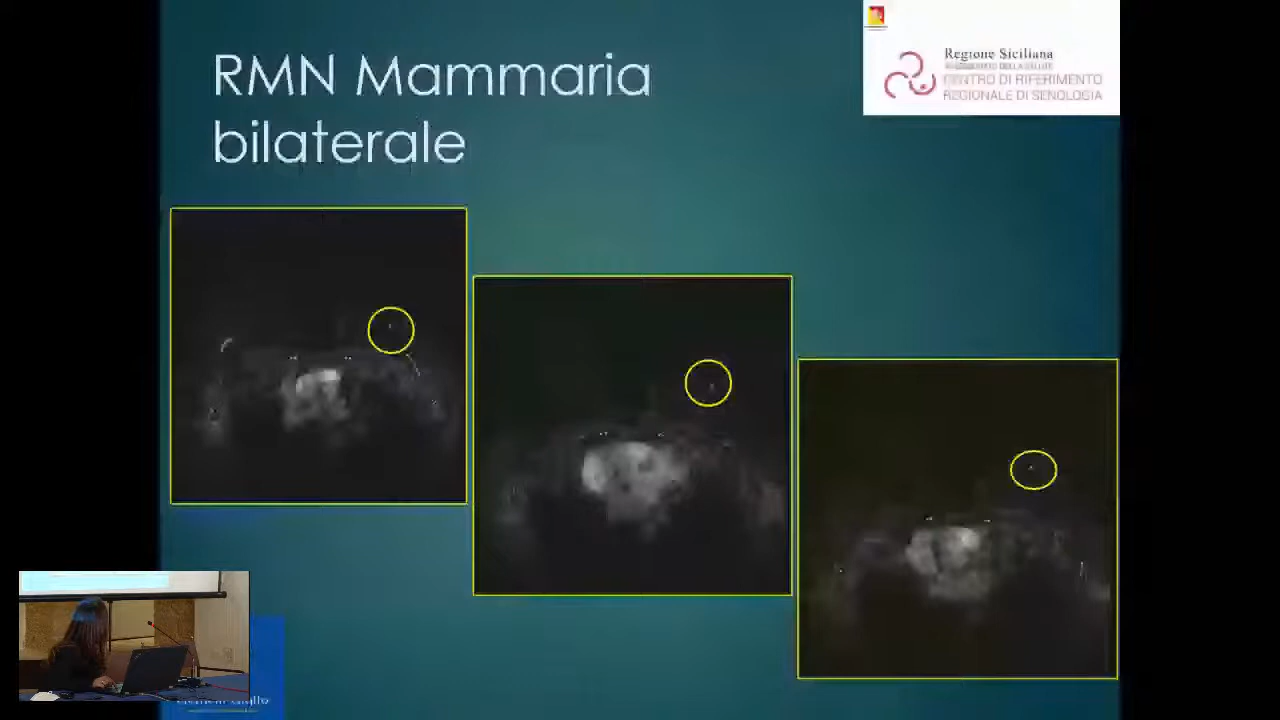 RMN Mammaria
bilaterale
Regione Siciliana
CENTRO DI RIFERIMENTO
REGIONALE DI SENOLOGIA